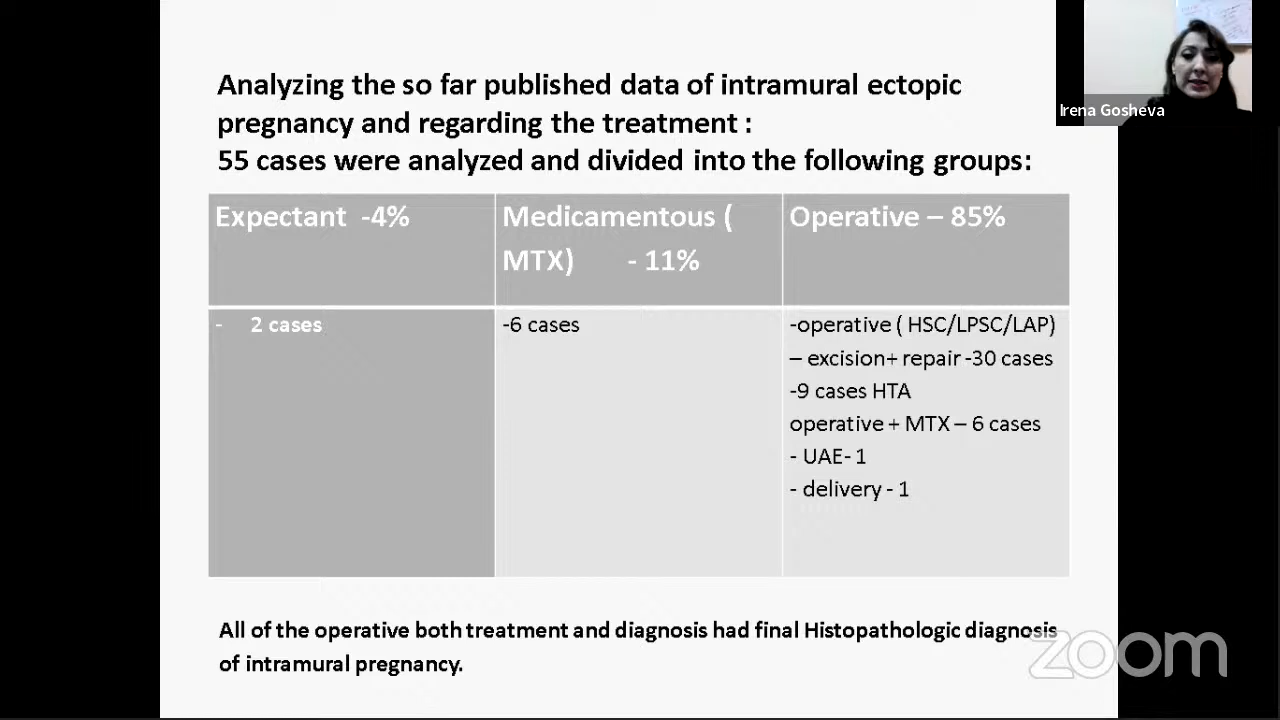 Analyzing the so far published data of intramural ectopic
pregnancy and regarding the treatment :
55 cases were analyzed and divided into the following groups:
Expectant -4%
Medicamentous (
MTX) - 11%
Operative – 85%
- 2 cases
-6 cases
-operative ( HSC/LPSC/LAP)
– excision+ repair -30 cases
-9 cases HTA
operative + MTX – 6 cases
- UAE- 1
- delivery - 1
All of the operative both treatment and diagnosis had final Histopathologic diagnosis
of intramural pregnancy.
Irena Gosheva
zoom